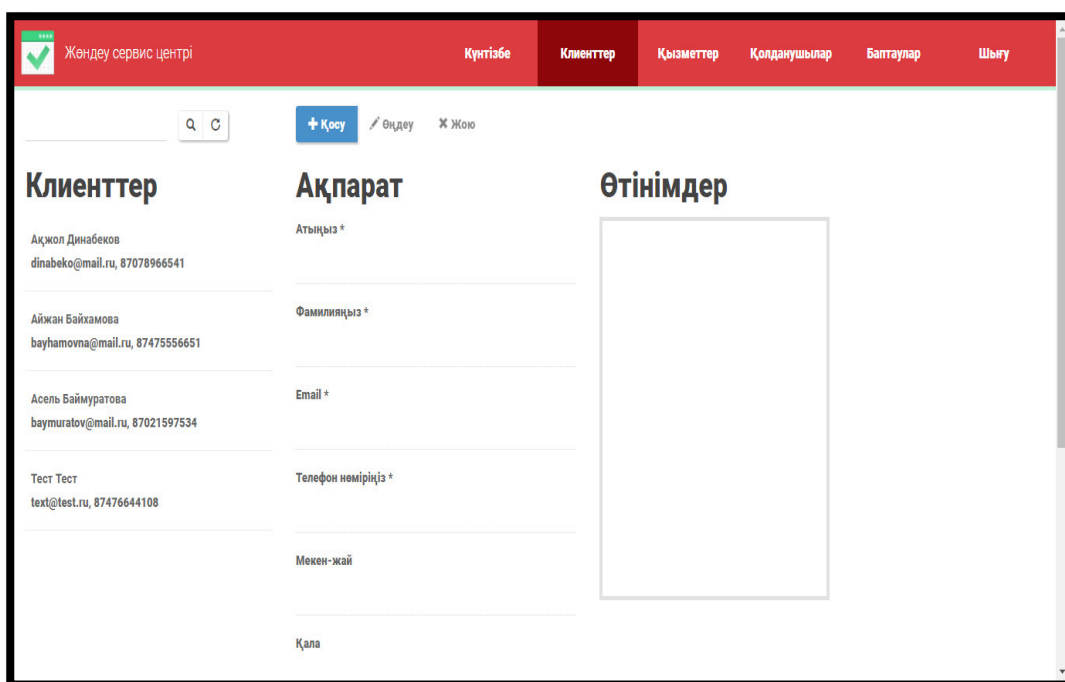 Жөндеу сервис центрі
Күнтізбе
Клиенттер
Қызметтер
Қолданушылар
Баптаулар
Шығу
Қосу
Өңдеу
Жою
Клиенттер
Ақжол Динабеков
dinabeko@mail.ru, 87078966541
Айжан Байхамова
bayhamovna@mail.ru, 87475556651
Асель Баймуратова
baymuratov@mail.ru, 87021597534
Тест Тест
text@test.ru, 87476644108
Ақпарат
Атыңыз *
Фамилияңыз *
Email *
Телефон нөміріңіз *
Мекен-жай
Қала
Өтінімдер